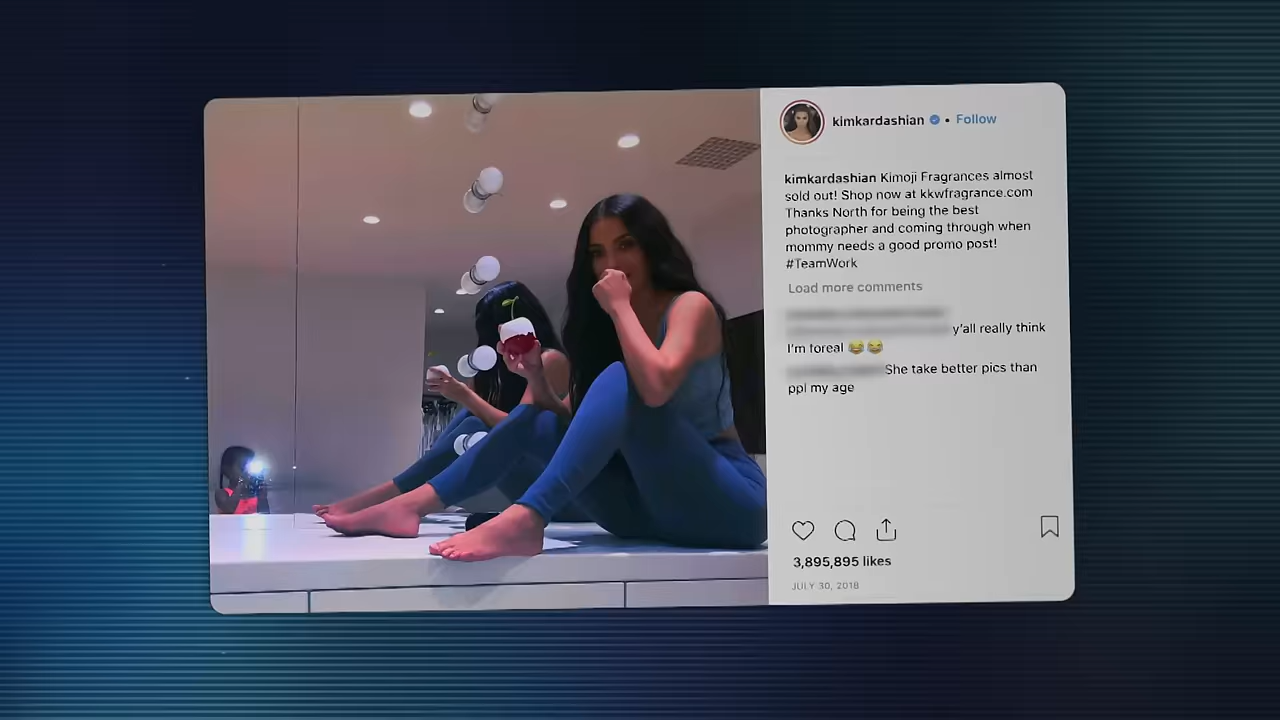 kimkardashian • Follow
kimkardashian Kimoji Fragrances almost
sold out! Shop now at kkwfragrance.com
Thanks North for being the best
photographer and coming through when
mommy needs a good promo post!
#TeamWork
Load more comments
y'all really think
I'm foreal 😂😂
She take better pics than
ppl my age
3,895,895 likes
JULY 30, 2018